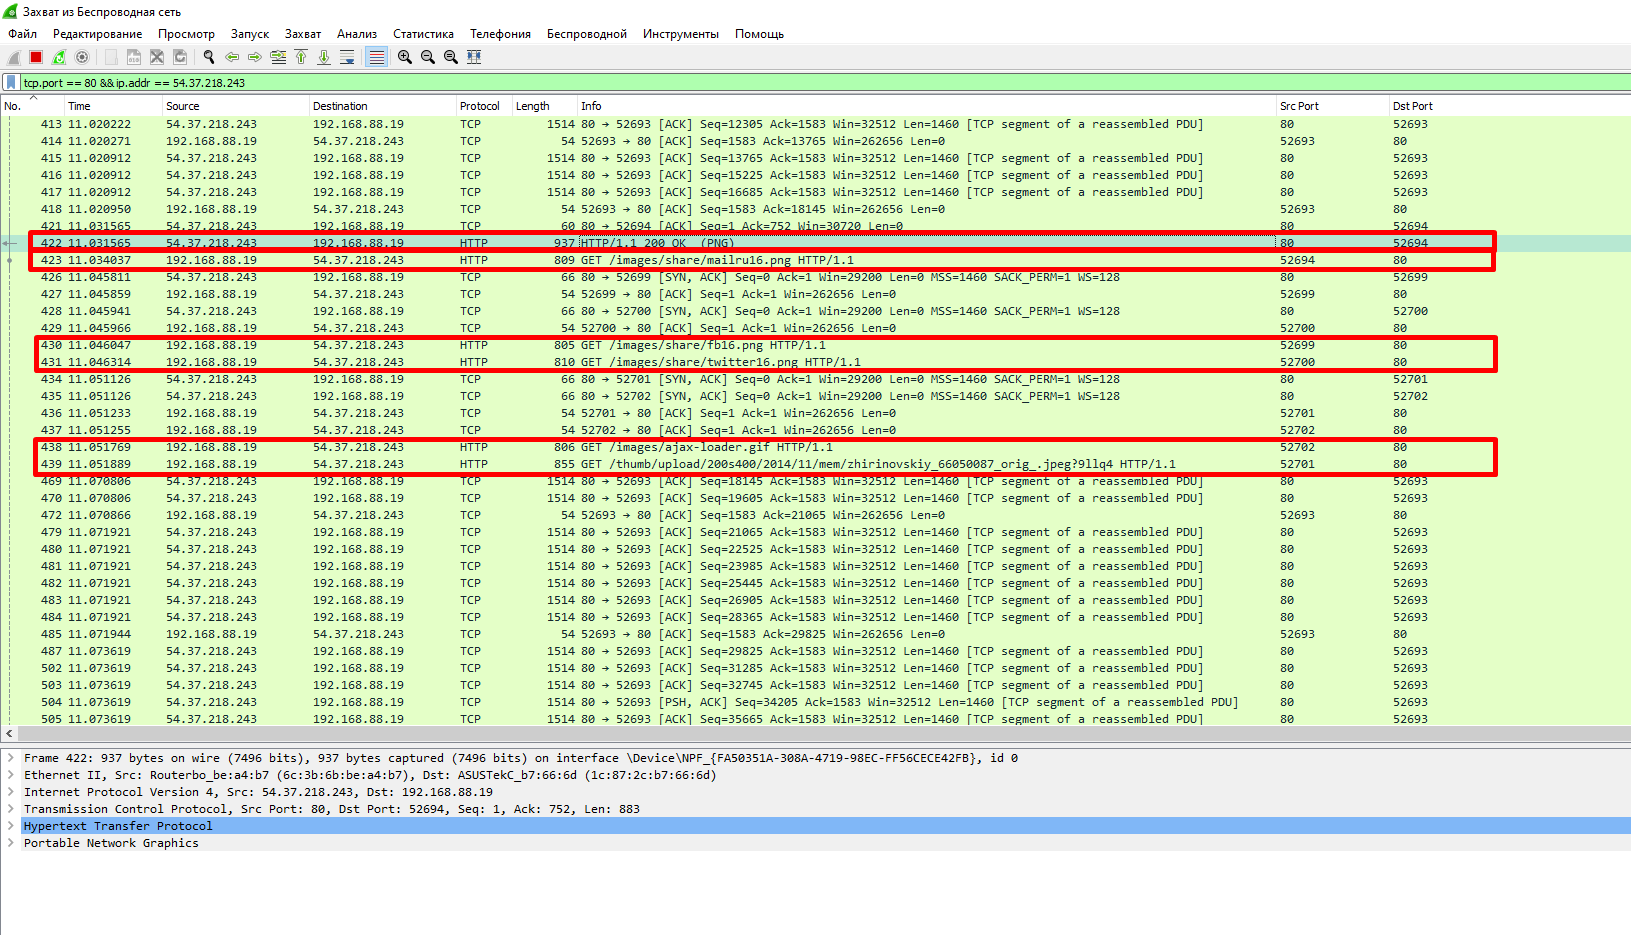 Захват из Беспроводная сеть
Файл Редактирование Просмотр Запуск Захват Анализ Статистика Телефония Беспроводной Инструменты Помощь
tcp.port == 80 && ip.addr == 54.37.218.243
No. Time Source Destination Protocol Length Info Src Port Dst Port
413 11.020222 54.37.218.243 192.168.88.19 TCP 1514 80 → 52693 [ACK] Seq=12305 Ack=1583 Win=32512 Len=1460 [TCP segment of a reassembled PDU] 80 52693
414 11.020271 192.168.88.19 54.37.218.243 TCP 54 52693 → 80 [ACK] Seq=1583 Ack=13765 Win=262656 Len=0 52693 80
415 11.020912 54.37.218.243 192.168.88.19 TCP 1514 80 → 52693 [ACK] Seq=13765 Ack=1583 Win=32512 Len=1460 [TCP segment of a reassembled PDU] 80 52693
416 11.020912 54.37.218.243 192.168.88.19 TCP 1514 80 → 52693 [ACK] Seq=15225 Ack=1583 Win=32512 Len=1460 [TCP segment of a reassembled PDU] 80 52693
417 11.020912 54.37.218.243 192.168.88.19 TCP 1514 80 → 52693 [ACK] Seq=16685 Ack=1583 Win=32512 Len=1460 [TCP segment of a reassembled PDU] 80 52693
418 11.020950 192.168.88.19 54.37.218.243 TCP 54 52693 → 80 [ACK] Seq=1583 Ack=18145 Win=262656 Len=0 52693 80
421 11.031565 54.37.218.243 192.168.88.19 TCP 60 80 → 52694 [ACK] Seq=1 Ack=752 Win=30720 Len=0 80 52694
422 11.031565 54.37.218.243 192.168.88.19 HTTP 937 HTTP/1.1 200 OK (PNG) 80 52694
423 11.034037 192.168.88.19 54.37.218.243 HTTP 809 GET /images/share/mailru16.png HTTP/1.1 52694 80
426 11.045811 54.37.218.243 192.168.88.19 TCP 66 80 → 52699 [SYN, ACK] Seq=0 Ack=1 Win=29200 Len=0 MSS=1460 SACK_PERM=1 WS=128 80 52699
427 11.045859 192.168.88.19 54.37.218.243 TCP 54 52699 → 80 [ACK] Seq=1 Ack=1 Win=262656 Len=0 52699 80
428 11.045941 54.37.218.243 192.168.88.19 TCP 66 80 → 52700 [SYN, ACK] Seq=0 Ack=1 Win=29200 Len=0 MSS=1460 SACK_PERM=1 WS=128 80 52700
429 11.045966 192.168.88.19 54.37.218.243 TCP 54 52700 → 80 [ACK] Seq=1 Ack=1 Win=262656 Len=0 52700 80
430 11.046047 192.168.88.19 54.37.218.243 HTTP 805 GET /images/share/fb16.png HTTP/1.1 52699 80
431 11.046314 192.168.88.19 54.37.218.243 HTTP 810 GET /images/share/twitter16.png HTTP/1.1 52700 80
434 11.051126 54.37.218.243 192.168.88.19 TCP 66 80 → 52701 [SYN, ACK] Seq=0 Ack=1 Win=29200 Len=0 MSS=1460 SACK_PERM=1 WS=128 80 52701
435 11.051126 54.37.218.243 192.168.88.19 TCP 66 80 → 52702 [SYN, ACK] Seq=0 Ack=1 Win=29200 Len=0 MSS=1460 SACK_PERM=1 WS=128 80 52702
436 11.051233 192.168.88.19 54.37.218.243 TCP 54 52701 → 80 [ACK] Seq=1 Ack=1 Win=262656 Len=0 52701 80
437 11.051255 192.168.88.19 54.37.218.243 TCP 54 52702 → 80 [ACK] Seq=1 Ack=1 Win=262656 Len=0 52702 80
438 11.051769 192.168.88.19 54.37.218.243 HTTP 806 GET /images/ajax-loader.gif HTTP/1.1 52702 80
439 11.051889 192.168.88.19 54.37.218.243 HTTP 855 GET /thumb/upload/200s400/2014/11/mem/zhirinovskiy_66050087_orig_.jpeg?9llq4 HTTP/1.1 52701 80
469 11.070806 54.37.218.243 192.168.88.19 TCP 1514 80 → 52693 [ACK] Seq=18145 Ack=1583 Win=32512 Len=1460 [TCP segment of a reassembled PDU] 80 52693
470 11.070806 54.37.218.243 192.168.88.19 TCP 1514 80 → 52693 [ACK] Seq=19605 Ack=1583 Win=32512 Len=1460 [TCP segment of a reassembled PDU] 80 52693
472 11.070866 192.168.88.19 54.37.218.243 TCP 54 52693 → 80 [ACK] Seq=1583 Ack=21065 Win=262656 Len=0 52693 80
479 11.071921 54.37.218.243 192.168.88.19 TCP 1514 80 → 52693 [ACK] Seq=21065 Ack=1583 Win=32512 Len=1460 [TCP segment of a reassembled PDU] 80 52693
480 11.071921 54.37.218.243 192.168.88.19 TCP 1514 80 → 52693 [ACK] Seq=22525 Ack=1583 Win=32512 Len=1460 [TCP segment of a reassembled PDU] 80 52693
481 11.071921 54.37.218.243 192.168.88.19 TCP 1514 80 → 52693 [ACK] Seq=23985 Ack=1583 Win=32512 Len=1460 [TCP segment of a reassembled PDU] 80 52693
482 11.071921 54.37.218.243 192.168.88.19 TCP 1514 80 → 52693 [ACK] Seq=25445 Ack=1583 Win=32512 Len=1460 [TCP segment of a reassembled PDU] 80 52693
483 11.071921 54.37.218.243 192.168.88.19 TCP 1514 80 → 52693 [ACK] Seq=26905 Ack=1583 Win=32512 Len=1460 [TCP segment of a reassembled PDU] 80 52693
484 11.071921 54.37.218.243 192.168.88.19 TCP 1514 80 → 52693 [ACK] Seq=28365 Ack=1583 Win=32512 Len=1460 [TCP segment of a reassembled PDU] 80 52693
485 11.071944 192.168.88.19 54.37.218.243 TCP 54 52693 → 80 [ACK] Seq=1583 Ack=29825 Win=262656 Len=0 52693 80
487 11.073619 54.37.218.243 192.168.88.19 TCP 1514 80 → 52693 [ACK] Seq=29825 Ack=1583 Win=32512 Len=1460 [TCP segment of a reassembled PDU] 80 52693
502 11.073619 54.37.218.243 192.168.88.19 TCP 1514 80 → 52693 [ACK] Seq=31285 Ack=1583 Win=32512 Len=1460 [TCP segment of a reassembled PDU] 80 52693
503 11.073619 54.37.218.243 192.168.88.19 TCP 1514 80 → 52693 [ACK] Seq=32745 Ack=1583 Win=32512 Len=1460 [TCP segment of a reassembled PDU] 80 52693
504 11.073619 54.37.218.243 192.168.88.19 TCP 1514 80 → 52693 [PSH, ACK] Seq=34205 Ack=1583 Win=32512 Len=1460 [TCP segment of a reassembled PDU] 80 52693
505 11.073619 54.37.218.243 192.168.88.19 TCP 1514 80 → 52693 [ACK] Seq=35665 Ack=1583 Win=32512 Len=1460 [TCP segment of a reassembled PDU] 80 52693
Frame 422: 937 bytes on wire (7496 bits), 937 bytes captured (7496 bits) on interface \Device\NPF_{FA50351A-308A-4719-98EC-FF56CECE42FB}, id 0
Ethernet II, Src: Routerbo_be:a4:b7 (6c:3b:6b:be:a4:b7), Dst: ASUSTekC_b7:66:6d (1c:87:2c:b7:66:6d)
Internet Protocol Version 4, Src: 54.37.218.243, Dst: 192.168.88.19
Transmission Control Protocol, Src Port: 80, Dst Port: 52694, Seq: 1, Ack: 752, Len: 883
Hypertext Transfer Protocol
Portable Network Graphics